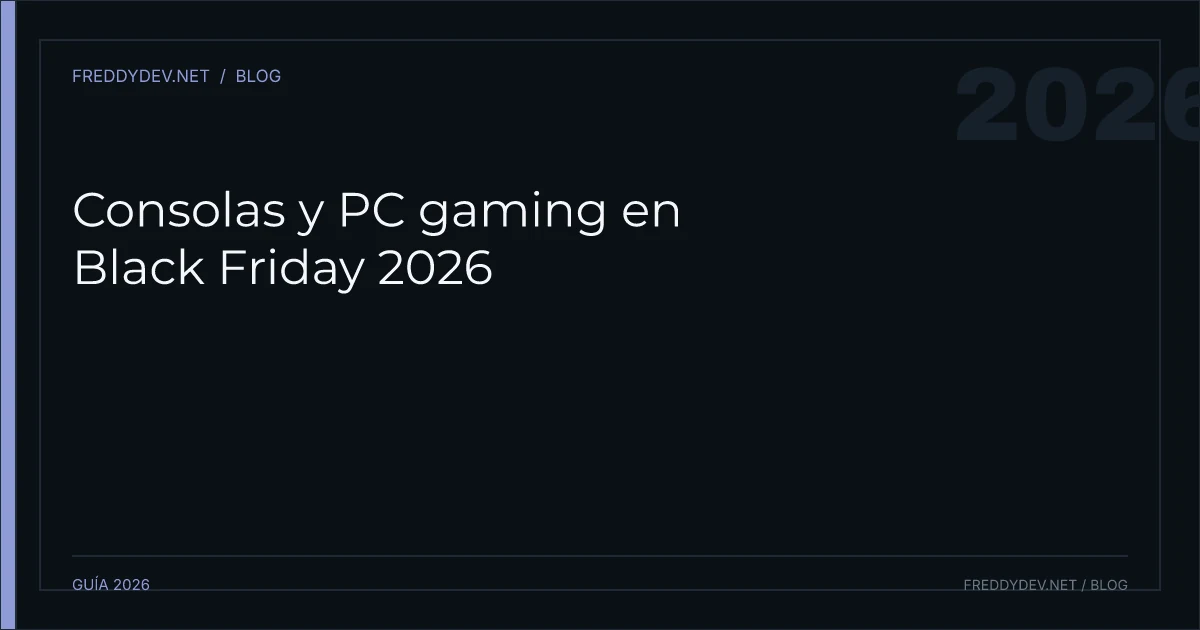 FREDDYDEV.NET / BLOG
2026
Consolas y PC gaming en
Black Friday 2026
GUÍA 2026
FREDDYDEV.NET / BLOG